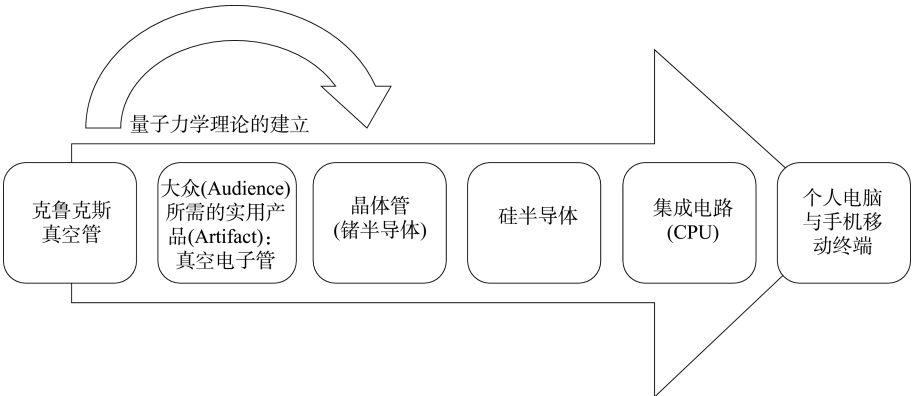 量子力学理论的建立
克鲁克斯
真空管
大众(Audience)
所需的实用产
品(Artifact)：
真空电子管
晶体管
(锗半导体)
硅半导体
集成电路
(CPU)
个人电脑
与手机移
动终端